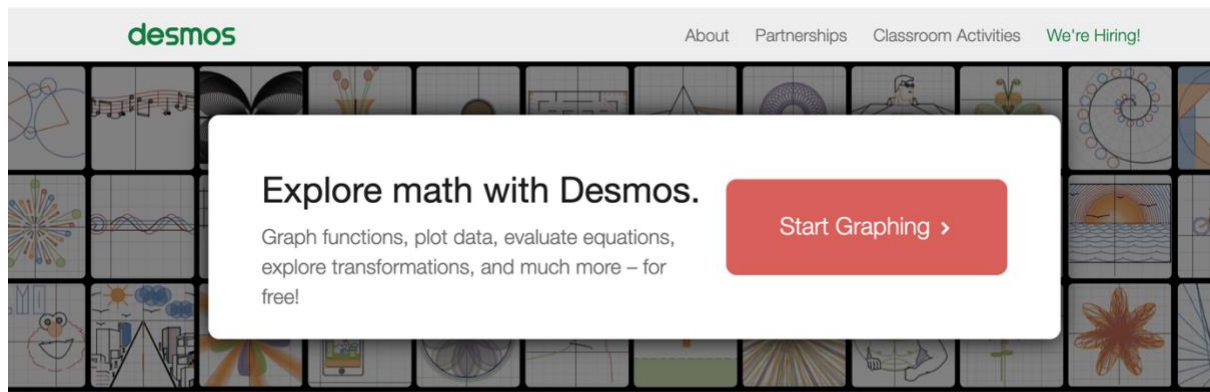 desmos
About Partnerships Classroom Activities We're Hiring!
Explore math with Desmos.
Graph functions, plot data, evaluate equations,
explore transformations, and much more – for
free!
Start Graphing >